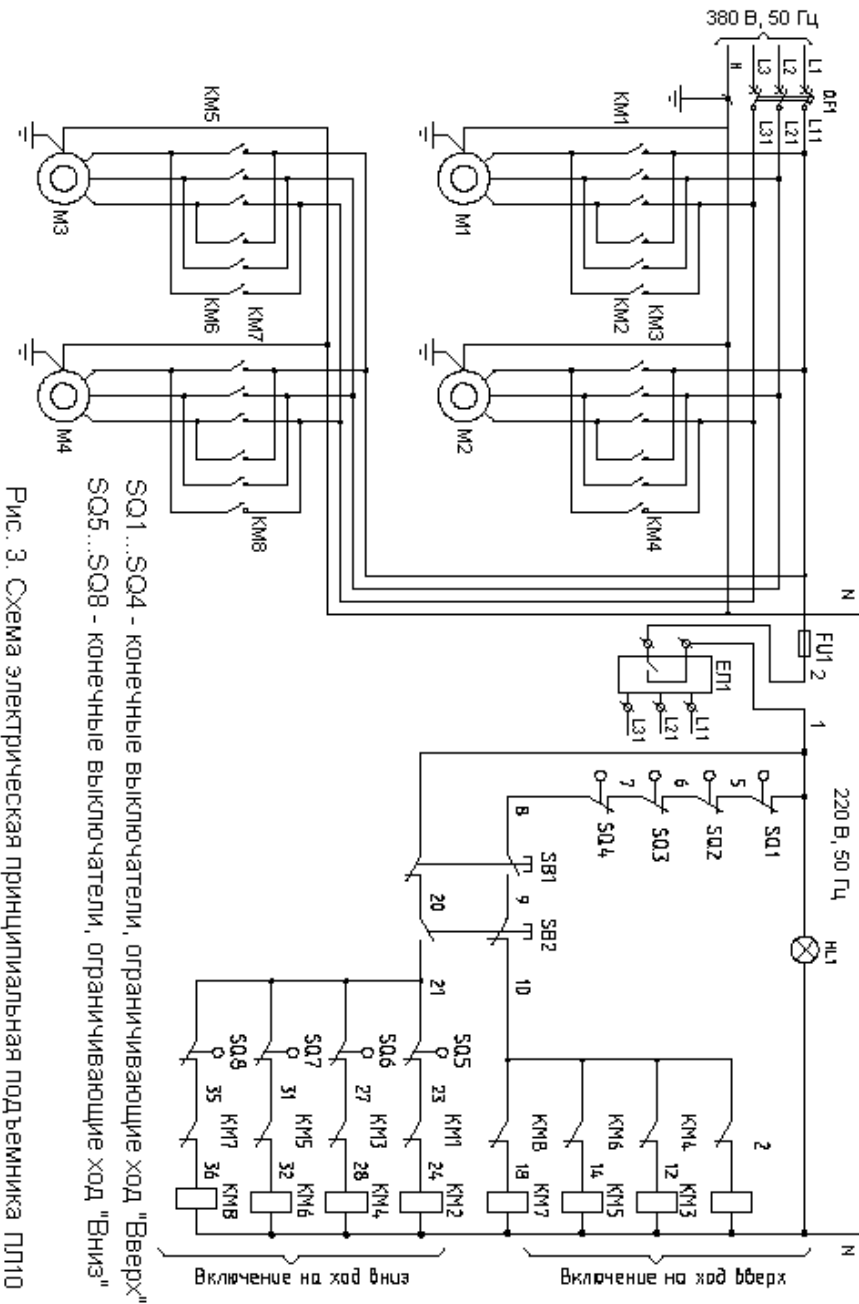 380 В, 50 Гц
L1
L2
L3
N
QF1
L11
L21
L31
KM1
KM2
KM3
KM4
KM5
KM6
KM7
KM8
M1
M2
M3
M4
N
FU1
2
1
ЕЛ1
L11
L21
L31
220 В, 50 Гц
HL1
5
SQ1
6
SQ2
7
SQ3
SQ4
8
SB1
9
SB2
10
20
21
2
KM4
12
KM3
KM6
14
KM5
KM8
18
KM7
SQ5
23
KM1
24
KM2
SQ6
27
KM3
28
KM4
SQ7
31
KM5
32
KM6
SQ8
35
KM7
36
KM8
N
Включение на ход вверх
Включение на ход вниз
SQ1...SQ4 - конечные выключатели, ограничивающие ход "Вверх"
SQ5...SQ8 - конечные выключатели, ограничивающие ход "Вниз"
Рис. 3. Схема электрическая принципиальная подъемника ПЛ10